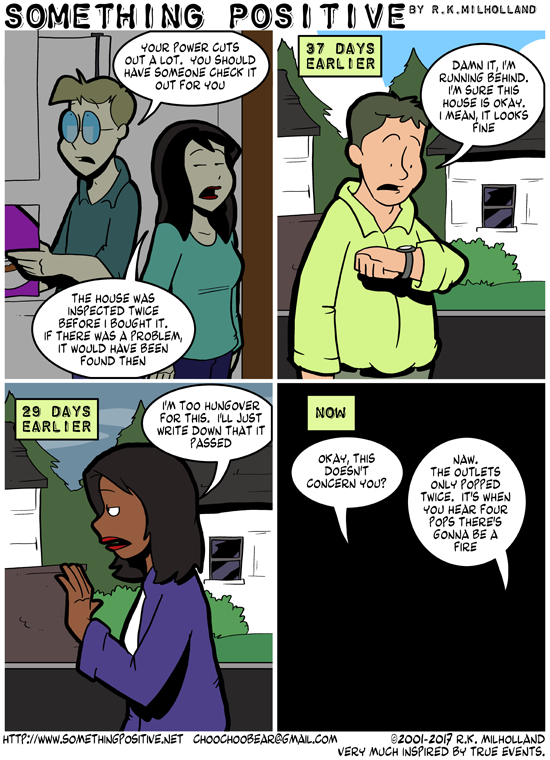 SOMETHING POSITIVE BY R.K.MILHOLLAND
YOUR POWER CUTS
OUT A LOT. YOU SHOULD
HAVE SOMEONE CHECK IT
OUT FOR YOU
THE HOUSE WAS
INSPECTED TWICE
BEFORE I BOUGHT IT.
IF THERE WAS A PROBLEM,
IT WOULD HAVE BEEN
FOUND THEN
37 DAYS
EARLIER
DAMN IT, I'M
RUNNING BEHIND.
I'M SURE THIS
HOUSE IS OKAY.
I MEAN, IT LOOKS
FINE
29 DAYS
EARLIER
I'M TOO HUNGOVER
FOR THIS. I'LL JUST
WRITE DOWN THAT IT
PASSED
NOW
OKAY, THIS
DOESN'T
CONCERN YOU?
NAW.
THE OUTLETS
ONLY POPPED
TWICE. IT'S WHEN
YOU HEAR FOUR
POPS THERE'S
GONNA BE A
FIRE
HTTP://WWW.SOMETHINGPOSITIVE.NET CHOOCHOOBEAR@GMAIL.COM ©2001-2017 R.K. MILHOLLAND
VERY MUCH INSPIRED BY TRUE EVENTS.